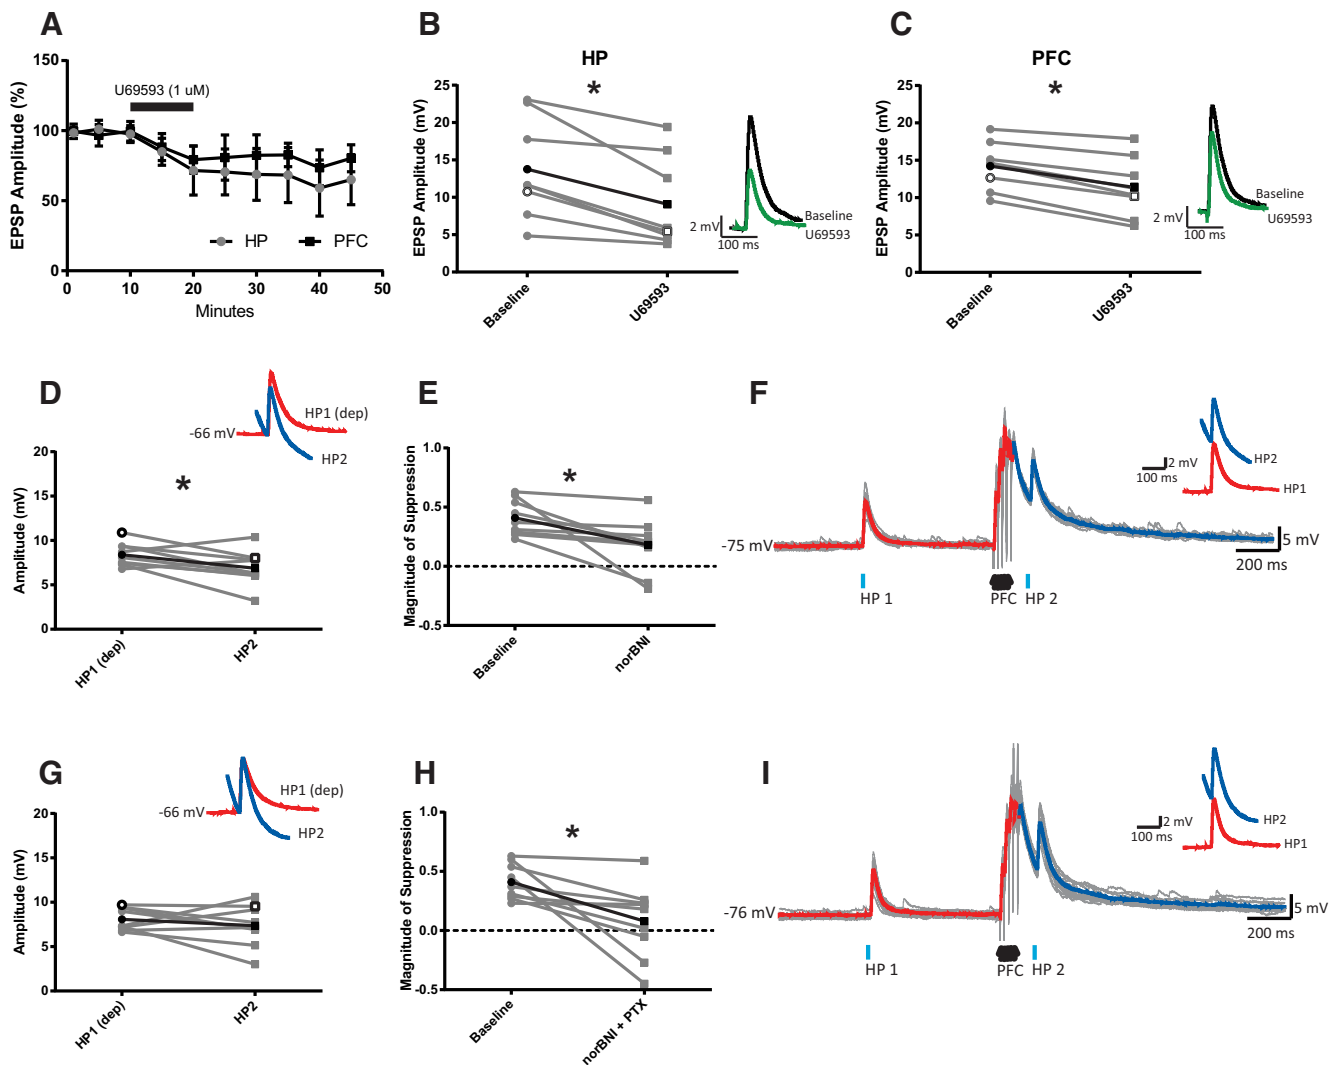 A
EPSP Amplitude (%)
150
100
50
0
U69593 (1 uM)
HP
PFC
0
10
20
30
40
50
Minutes
B
HP
*
EPSP Amplitude (mV)
25
20
15
10
5
0
Baseline
U69593
2 mV
100 ms
Baseline
U69593
C
PFC
*
EPSP Amplitude (mV)
25
20
15
10
5
0
Baseline
U69593
2 mV
100 ms
Baseline
U69593
D
-66 mV
HP1 (dep)
HP2
*
Amplitude (mV)
20
15
10
5
0
HP1 (dep)
HP2
E
*
Magnitude of Suppression
1.0
0.5
0.0
-0.5
Baseline
norBNI
F
-75 mV
HP 1
PFC
HP 2
2 mV
100 ms
HP2
HP1
5 mV
200 ms
G
-66 mV
HP1 (dep)
HP2
Amplitude (mV)
20
15
10
5
0
HP1 (dep)
HP2
H
*
Magnitude of Suppression
1.0
0.5
0.0
-0.5
Baseline
norBNI + PTX
I
-76 mV
HP 1
PFC
HP 2
2 mV
100 ms
HP2
HP1
5 mV
200 ms